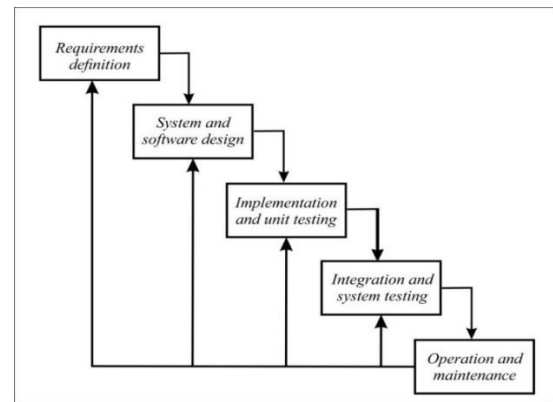 Requirements
definition
System and
software design
Implementation
and unit testing
Integration and
system testing
Operation and
maintenance